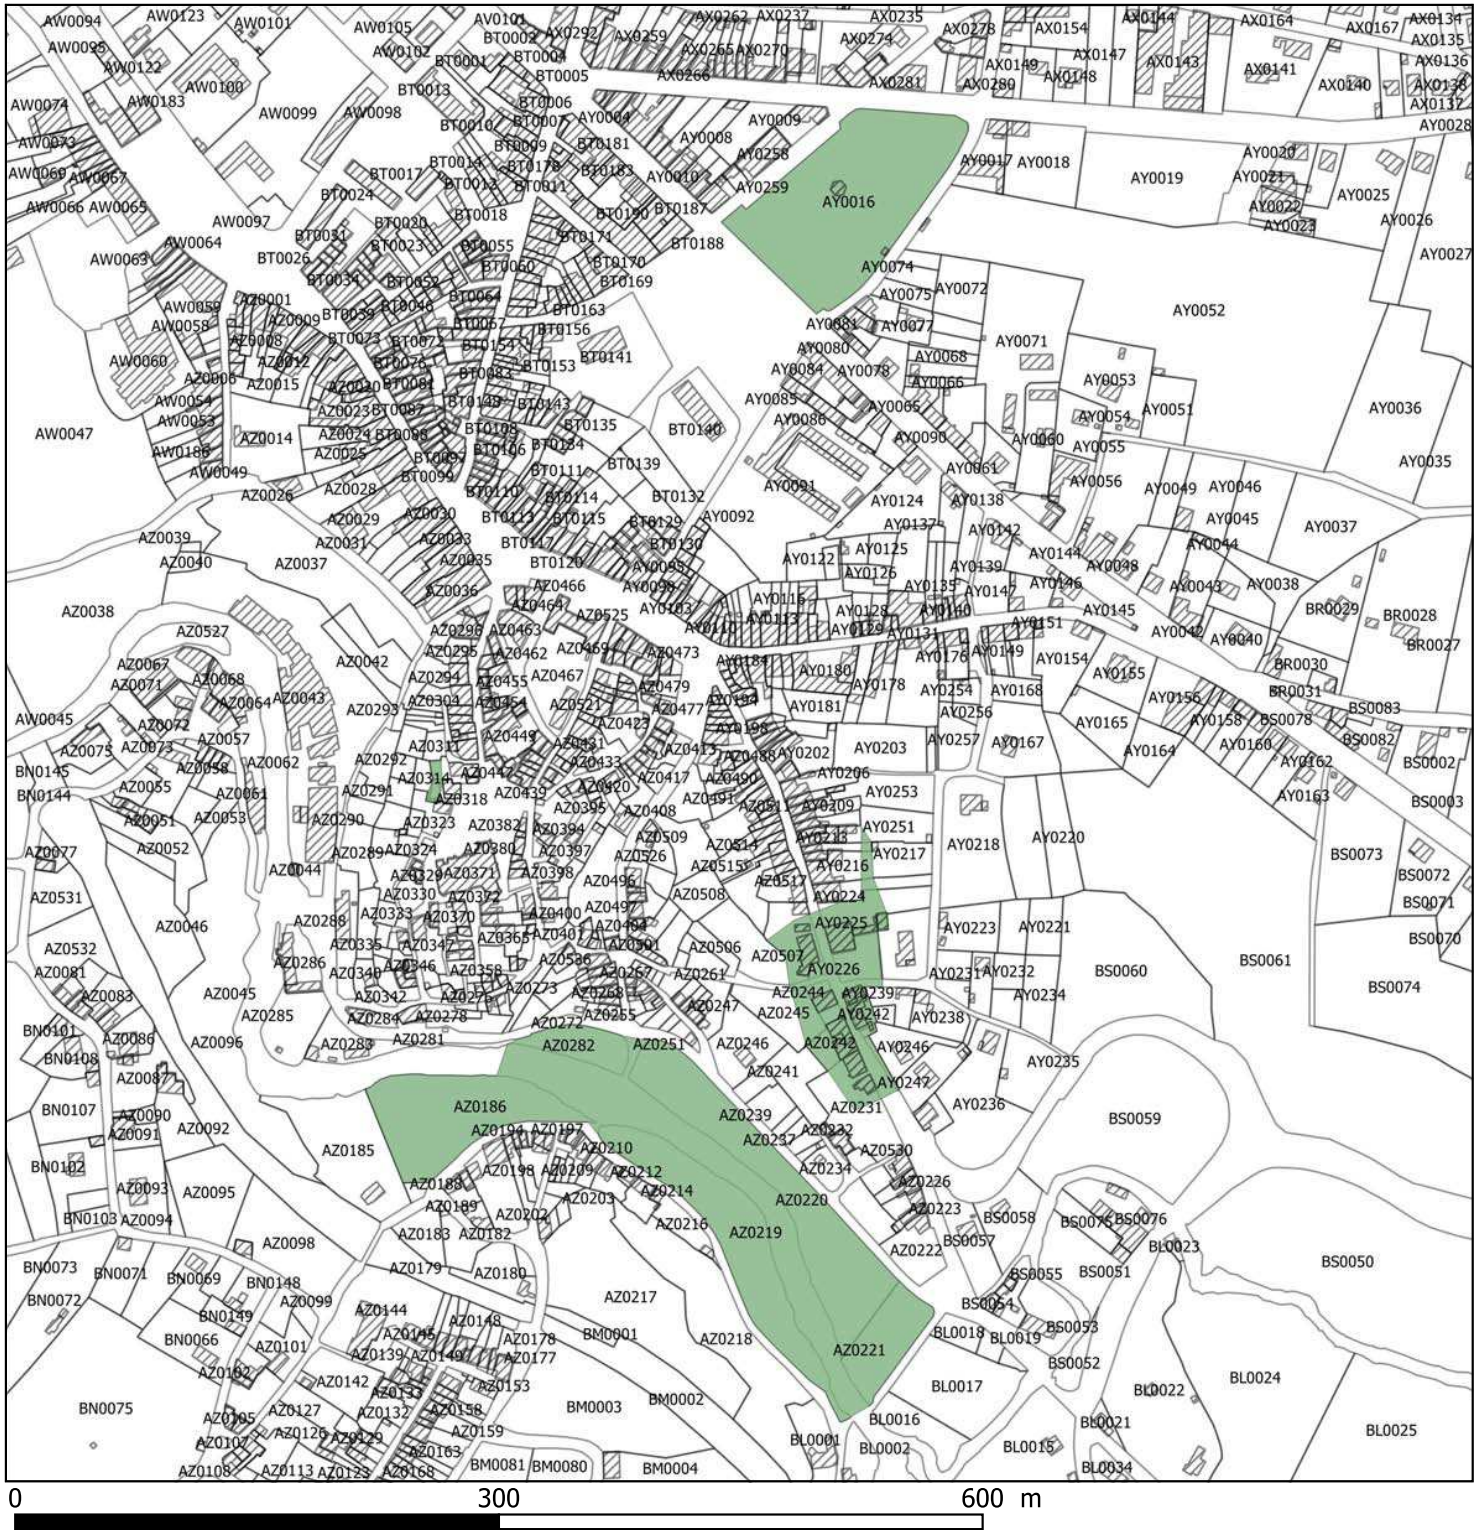 AW0094 AW0123 AW0101 AW0105 AV0101 AX0292 AX0262 AX0237 AX0235 AX0278 AX0154 AX0144 AX0164 AX0167 AX0134
AW0095 AW0102 BT0004 AX0259 AX0265 AX0270 AX0274 AX0147 AX0135
AW0122 BT0001 BT0005 AX0266 AX0281 AX0280 AX0149 AX0148 AX0143 AX0141 AX0140 AX0136
AW0074 AW0183 AW0100 AW0099 AW0098 BT0013 BT0006 AX0137
AW0073 BT0010 BT0007 AY0004 AY0008 AY0009 AY0028
BT0009 BT0181 AY0258 AY0017 AY0018 AY0020
AW0067 BT0017 BT0014 BT0178 BT0183 AY0010 AY0259 AY0019 AY0021
AW0066 AW0065 BT0024 BT0012 BT0011 BT0187 AY0016 AY0022 AY0025
AW0097 BT0020 BT0018 BT0190 AY0023 AY0026
AW0064 BT0031 BT0023 BT0055 BT0171 BT0188
AW0063 BT0026 BT0060 BT0170 AY0074 AY0027
BT0034 BT0052 BT0169 AY0075 AY0072
AW0059 AZ0001 BT0046 BT0064 BT0163 AY0052
AW0058 AZ0009 BT0039 BT0067 BT0156 AY0081 AY0077
AZ0008 BT0073 BT0072 BT0154 BT0141 AY0080 AY0068 AY0071
AW0060 AZ0012 BT0076 BT0083 BT0153 AY0084 AY0078
AZ0006 AZ0015 AZ0020 BT0081 AY0066 AY0053
AW0054 AZ0023 BT0087 BT0149 BT0143 AY0085 AY0065 AY0051 AY0036
AW0053 AY0086 AY0054
AW0047 AZ0014 AZ0024 BT0088 BT0108 BT0135 BT0140 AY0090 AY0060 AY0055
AW0186 AZ0025 BT0097 BT0106 BT0134 AY0035
AW0049 BT0099 BT0111 BT0139 AY0061
AZ0026 AZ0028 BT0110 BT0114 BT0132 AY0091 AY0124 AY0138 AY0056 AY0049 AY0046
AZ0029 AZ0030 BT0113 BT0115 BT0129 AY0092 AY0137 AY0142 AY0045 AY0037
AZ0039 AZ0031 AZ0033 BT0117 BT0130 AY0125 AY0144 AY0044
AZ0040 AZ0037 AZ0035 BT0120 AY0095 AY0122 AY0126 AY0139 AY0048
AZ0036 AZ0466 AY0098 AY0135 AY0147 AY0146 AY0043 AY0038
AZ0038 AZ0464 AZ0525 AY0103 AY0116 AY0128 AY0140 AY0145 BR0029 BR0028
AZ0527 AZ0296 AZ0463 AY0110 AY0113 AY0129 AY0131 AY0151 AY0042 AY0040
AZ0067 AZ0042 AZ0295 AZ0462 AZ0469 AZ0473 AY0184 AY0180 AY0176 AY0149 AY0154 BR0030 BR0027
AZ0071 AZ0068 AZ0294 AZ0455 AZ0467 AZ0479 AY0178 AY0254 AY0168 AY0155 BR0031
AZ0064 AZ0043 AZ0293 AZ0304 AZ0454 AZ0521 AZ0477 AY0194 AY0181 AY0256 AY0165 AY0156 AY0158 BS0078 BS0083
AW0045 AZ0072 AZ0057 AZ0423 AY0198
AZ0075 AZ0073 AZ0292 AZ0311 AZ0449 AZ0431 AZ0413 AZ0488 AY0202 AY0203 AY0257 AY0167 AY0164 AY0160 BS0082
BN0145 AZ0058 AZ0062 AZ0314 AZ0447 AZ0433 AZ0417 AZ0490 AY0206 AY0162 BS0002
BN0144 AZ0055 AZ0061 AZ0291 AZ0318 AZ0439 AZ0420 AZ0491 AY0253 AY0163 BS0003
AZ0051 AZ0053 AZ0290 AZ0323 AZ0382 AZ0395 AZ0408 AZ0511 AY0209
AZ0077 AZ0052 AZ0289 AZ0324 AZ0380 AZ0394 AZ0509 AZ0514 AY0213 AY0251 AY0218 AY0220
AZ0044 AZ0329 AZ0371 AZ0397 AZ0526 AZ0515 AY0216 AY0217 BS0073
AZ0531 AZ0330 AZ0372 AZ0398 AZ0496 AZ0508 AZ0517 AY0224 BS0072
AZ0046 AZ0288 AZ0333 AZ0370 AZ0400 AZ0497 AY0225 AY0223 AY0221 BS0071
AZ0532 AZ0335 AZ0347 AZ0365 AZ0401 AZ0501 AZ0506 BS0070
AZ0081 AZ0286 AZ0340 AZ0346 AZ0358 AZ0267 AZ0261 AZ0507 AY0226 AY0231 AY0232 BS0060 BS0061
AZ0083 AZ0045 AZ0342 AZ0275 AZ0273 AZ0268 AZ0247 AZ0244 AY0239 AY0234 BS0074
BN0101 AZ0285 AZ0284 AZ0278 AZ0272 AZ0255 AZ0245 AY0242 AY0238
AZ0086 AZ0096 AZ0283 AZ0281 AZ0282 AZ0251 AZ0246 AZ0242 AY0246
BN0108 AZ0087 AZ0241 AY0247 AY0235
BN0107 AZ0090 AZ0186 AZ0239 AZ0231 AY0236 BS0059
AZ0091 AZ0092 AZ0194 AZ0197 AZ0237 AZ0232
BN0102 AZ0185 AZ0210 AZ0234 AZ0530
AZ0093 AZ0095 AZ0188 AZ0198 AZ0209 AZ0212 AZ0226
AZ0189 AZ0203 AZ0214 AZ0220 AZ0223 BS0058 BS0075 BS0076
BN0103 AZ0094 AZ0183 AZ0182 AZ0202 AZ0216 AZ0219 AZ0222 BS0057 BL0023
BN0073 BN0071 AZ0098 AZ0179 AZ0180 BS0055 BS0051 BS0050
BN0072 BN0069 BN0148 AZ0099 AZ0217 BS0054
BN0149 AZ0144 AZ0148 BM0001 AZ0218 BL0018 BL0019 BS0053
BN0066 AZ0101 AZ0145 AZ0178 AZ0221 BS0052
AZ0102 AZ0139 AZ0149 AZ0177 BL0017 BL0022 BL0024
BN0075 AZ0142 AZ0133 AZ0153 BM0002
AZ0105 AZ0127 AZ0132 AZ0158 BM0003 BL0016 BL0021 BL0025
AZ0107 AZ0126 AZ0129 AZ0159 BL0001 BL0002 BL0015
AZ0108 AZ0113 AZ0123 AZ0163 AZ0168 BM0081 BM0080 BM0004 BL0034
0 300 600 m